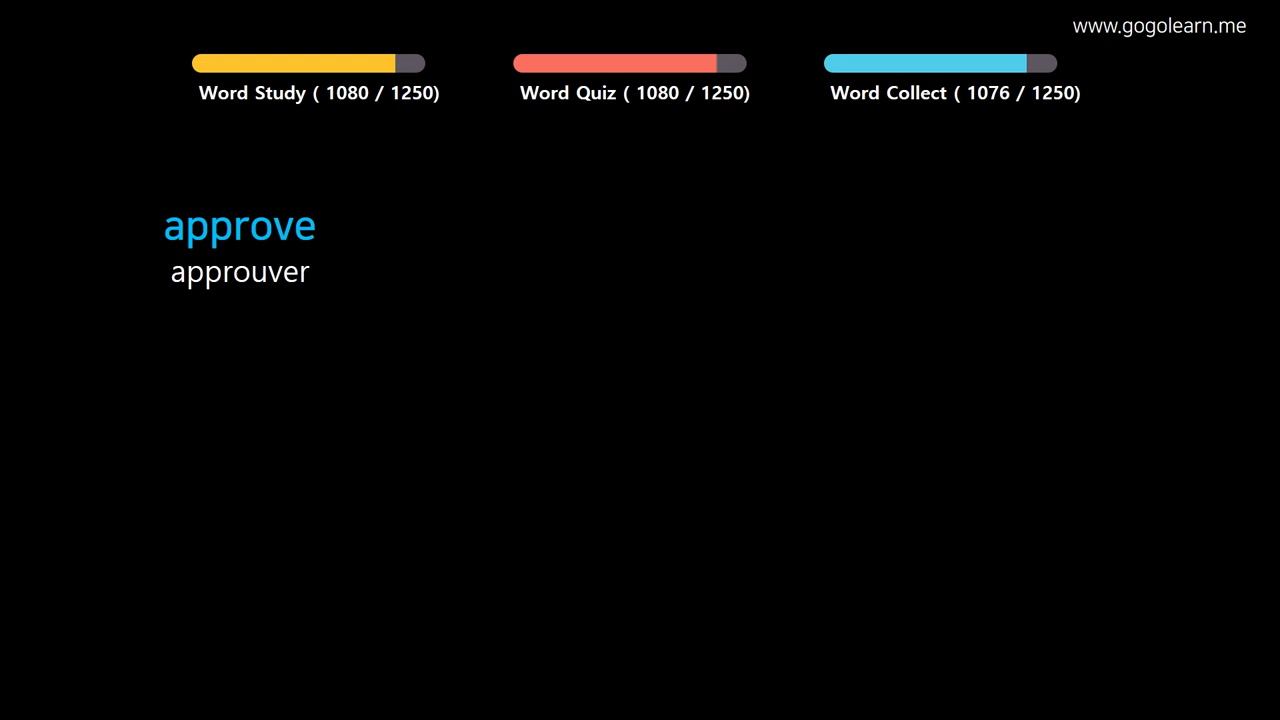 www.gogolearn.me
Word Study ( 1080 / 1250)
Word Quiz ( 1080 / 1250)
Word Collect ( 1076 / 1250)
approve
approuver